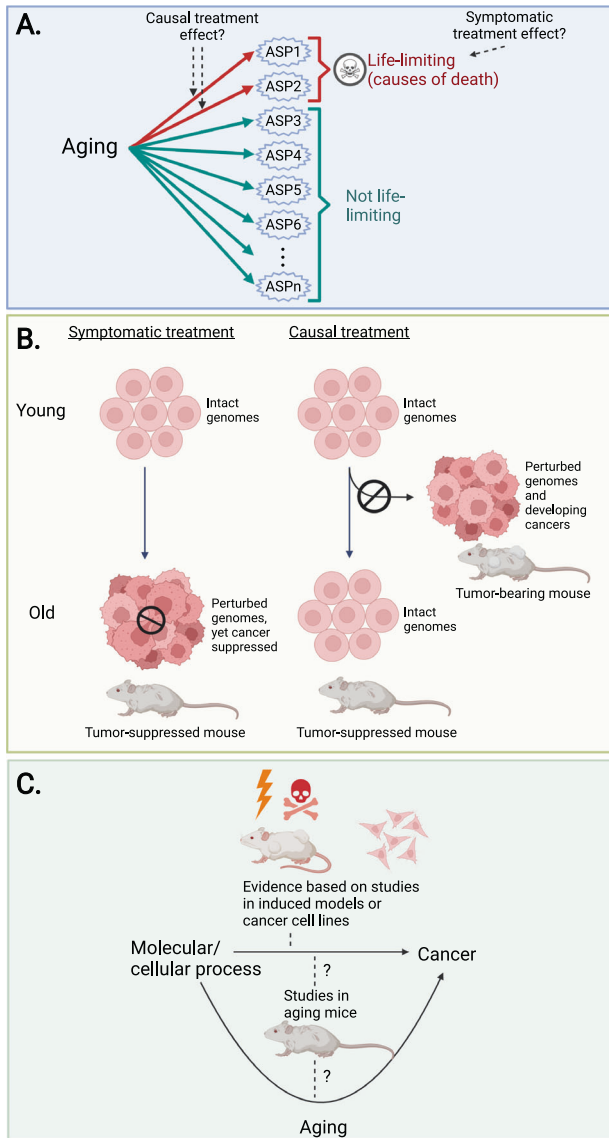 A.
Causal treatment
effect?
Symptomatic
treatment effect?
ASP1
ASP2
Life-limiting
(causes of death)
Aging
ASP3
ASP4
ASP5
ASP6
ASPn
Not life-
limiting
B.
Symptomatic treatment
Causal treatment
Young
Intact
genomes
Intact
genomes
Perturbed
genomes
and
developing
cancers
Tumor-bearing mouse
Old
Perturbed
genomes,
yet cancer
suppressed
Intact
genomes
Tumor-suppressed mouse
Tumor-suppressed mouse
C.
Evidence based on studies
in induced models or
cancer cell lines
Molecular/
cellular process
Cancer
?
Studies in
aging mice
?
Aging